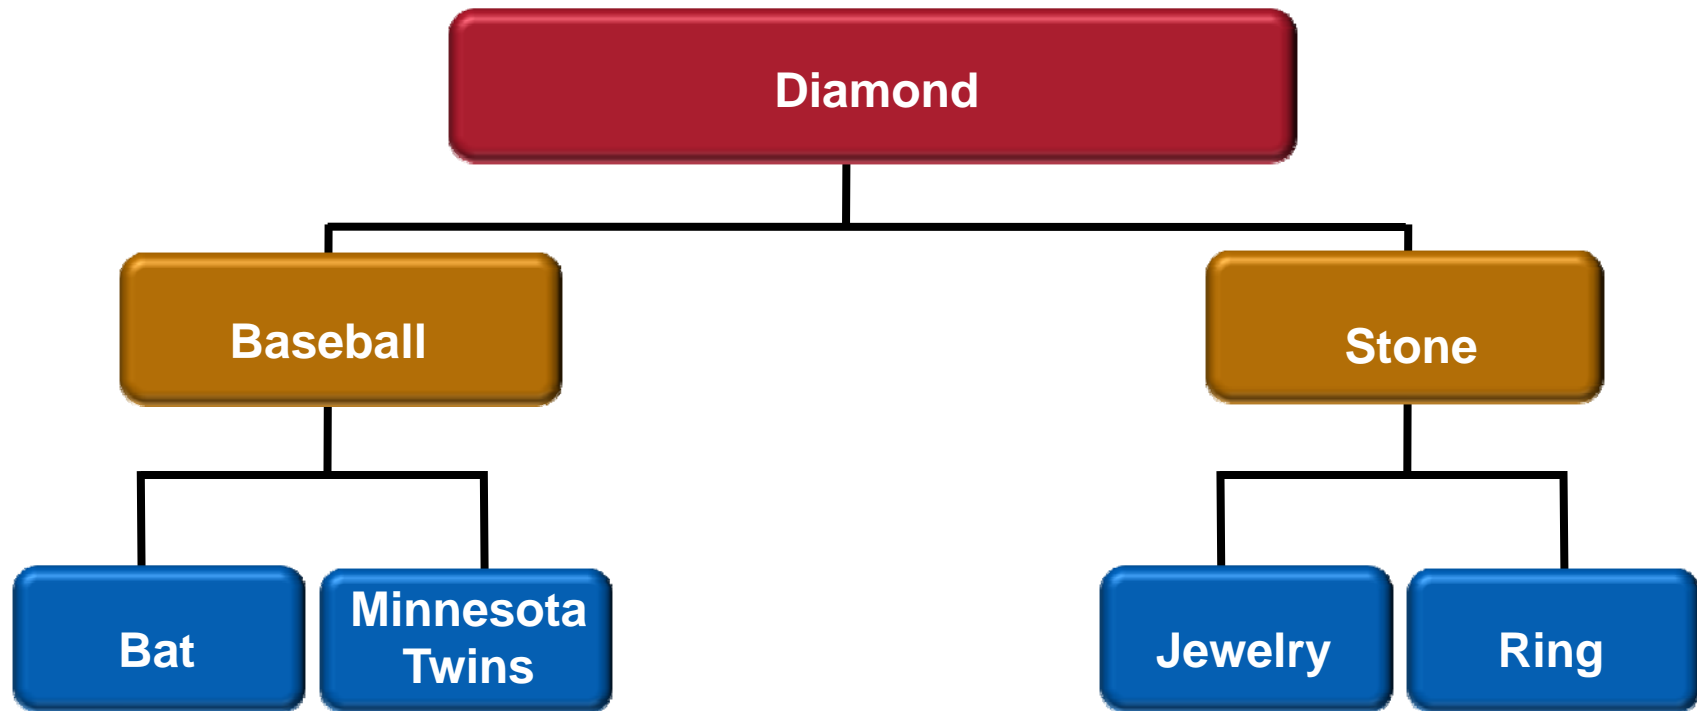 Diamond
Baseball
Stone
Bat
Minnesota
Twins
Jewelry
Ring